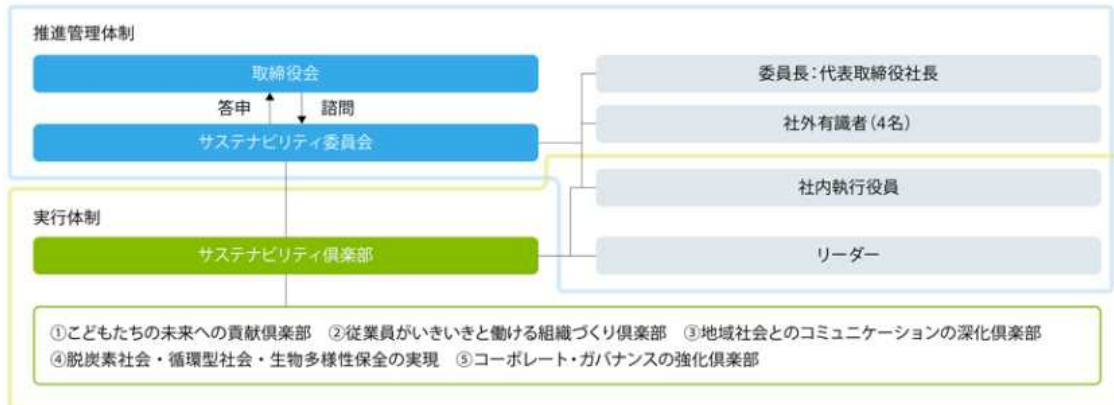 推進管理体制
取締役会
答申 諮問
サステナビリティ委員会
委員長：代表取締役社長
社外有識者（4名）
社内執行役員
実行体制
サステナビリティ倶楽部
リーダー
①こどもたちの未来への貢献倶楽部 ②従業員がいきいきと働ける組織づくり倶楽部 ③地域社会とのコミュニケーションの深化倶楽部
④脱炭素社会・循環型社会・生物多様性保全の実現 ⑤コーポレート・ガバナンスの強化倶楽部